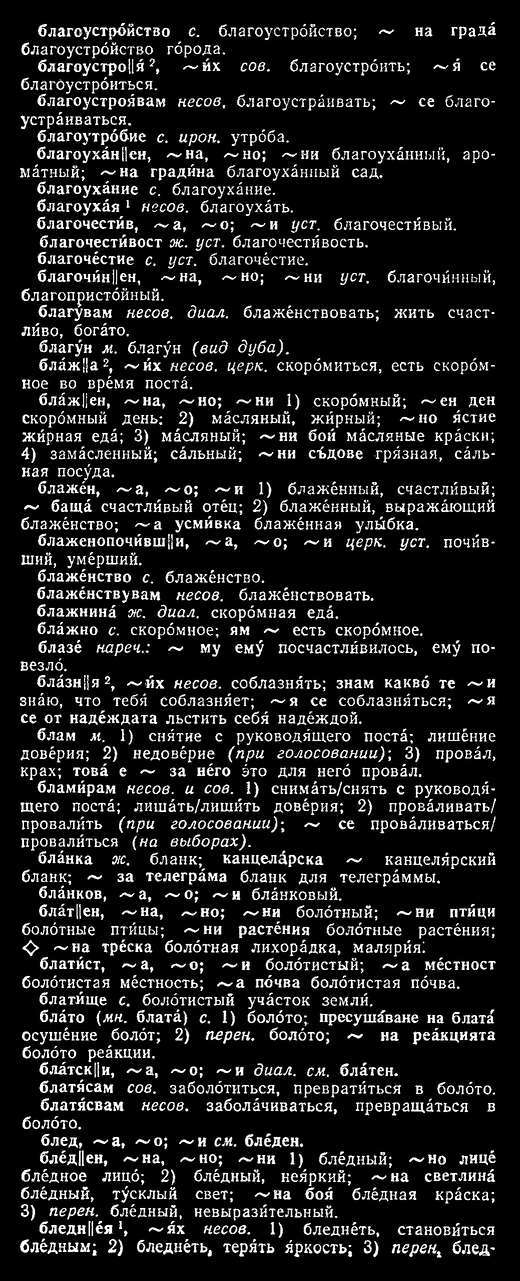 благоустро́йство с. благоустро́йство; ~ на града́
благоустро́йство го́рода.
благоустро||я́ ², ~и́х сов. благоустро́ить; ~я́ се
благоустро́иться.
благоустроя́вам несов. благоустра́ивать; ~ се благо-
устра́иваться.
благоутро́бие с. ирон. утро́ба.
благоуха́н||ен, ~на, ~но; ~ни благоуха́нный, аро-
ма́тный; ~на гради́на благоуха́нный сад.
благоуха́ние с. благоуха́ние.
благоуха́я ¹ несов. благоуха́ть.
благочести́в, ~а, ~о; ~и уст. благочести́вый.
благочести́вост ж. уст. благочести́вость.
благоче́стие с. уст. благоче́стие.
благочи́н||ен, ~на, ~но; ~ни уст. благочи́нный,
благопристо́йный.
благу́вам несов. диал. блаже́нствовать; жить счаст-
ли́во, бога́то.
благу́н м. благу́н (вид дуба).
бла́ж||а ², ~их несов. церк. скоро́миться, есть скоро́м-
ное во вре́мя поста́.
бла́ж||ен, ~на, ~но; ~ни 1) скоро́мный; ~ен ден
скоро́мный день; 2) ма́сляный, жи́рный; ~но я́стие
жи́рная еда́; 3) ма́сляный; ~ни бои́ ма́сляные кра́ски;
4) зама́сленный; са́льный; ~ни съ́дове гря́зная, са́ль-
ная посу́да.
блаже́н, ~а, ~о; ~и 1) блаже́нный, счастли́вый;
~ баща́ счастли́вый оте́ц; 2) блаже́нный, выража́ющий
блаже́нство; ~а усми́вка блаже́нная улы́бка.
блаженопочи́вш||и, ~а, ~о; ~и церк. уст. почи́в-
ший, уме́рший.
блаже́нство с. блаже́нство.
блаже́нствувам несов. блаже́нствовать.
блажнина́ ж. диал. скоро́мная еда́.
бла́жно с. скоро́мное; ям ~ есть скоро́мное.
блазе́ нареч.: ~ му ему́ посчастли́вилось, ему́ по-
везло́.
бла́зн||я ², ~их несов. соблазня́ть; знам какво́ те ~и
зна́ю, что тебя́ соблазня́ет; ~я се соблазня́ться; ~я
се от наде́ждата льстить себя́ наде́ждой.
блам м. 1) сня́тие с руководя́щего поста́; лише́ние
дове́рия; 2) недове́рие (при голосовании); 3) прова́л,
крах; това́ е ~ за не́го э́то для него́ прова́л.
блами́рам несов. и сов. 1) снима́ть/снять с руководя́-
щего поста́; лиша́ть/лиши́ть дове́рия; 2) прова́ливать/
провали́ть (при голосовании); ~ се прова́ливаться/
провали́ться (на выборах).
бла́нка ж. бланк; канцела́рска ~ канцеля́рский
бланк; ~ за телегра́ма бланк для телегра́ммы.
бла́нков, ~а, ~о; ~и бла́нковый.
бла́т||ен, ~на, ~но; ~ни боло́тный; ~ни пти́ци
боло́тные пти́цы; ~ни расте́ния боло́тные расте́ния;
◇ ~на тре́ска боло́тная лихора́дка, маляри́я.
блати́ст, ~а, ~о; ~и боло́тистый; ~а ме́стност
боло́тистая ме́стность; ~а по́чва боло́тистая по́чва.
блати́ще с. боло́тистый уча́сток земли́.
бла́то (мн. блата́) с. 1) боло́то; пресуша́ване на блата́
осуше́ние боло́т; 2) перен. боло́то; ~ на реа́кцията
боло́то реа́кции.
бла́тск||и, ~а, ~о; ~и диал. см. бла́тен.
блатя́сам сов. заболо́титься, преврати́ться в боло́то.
блатя́свам несов. забола́чиваться, превраща́ться в
боло́то.
блед, ~а, ~о; ~и см. бле́ден.
бле́д||ен, ~на, ~но; ~ни 1) бле́дный; ~но лице́
бле́дное лицо́; 2) бле́дный, нея́ркий; ~на светлина́
бле́дный, ту́склый свет; ~на боя́ бле́дная кра́ска;
3) перен. бле́дный, невырази́тельный.
бледн||е́я ¹, ~ях несов. 1) бледне́ть, станови́ться
бле́дным; 2) бледне́ть, теря́ть я́ркость; 3) перен. блед-